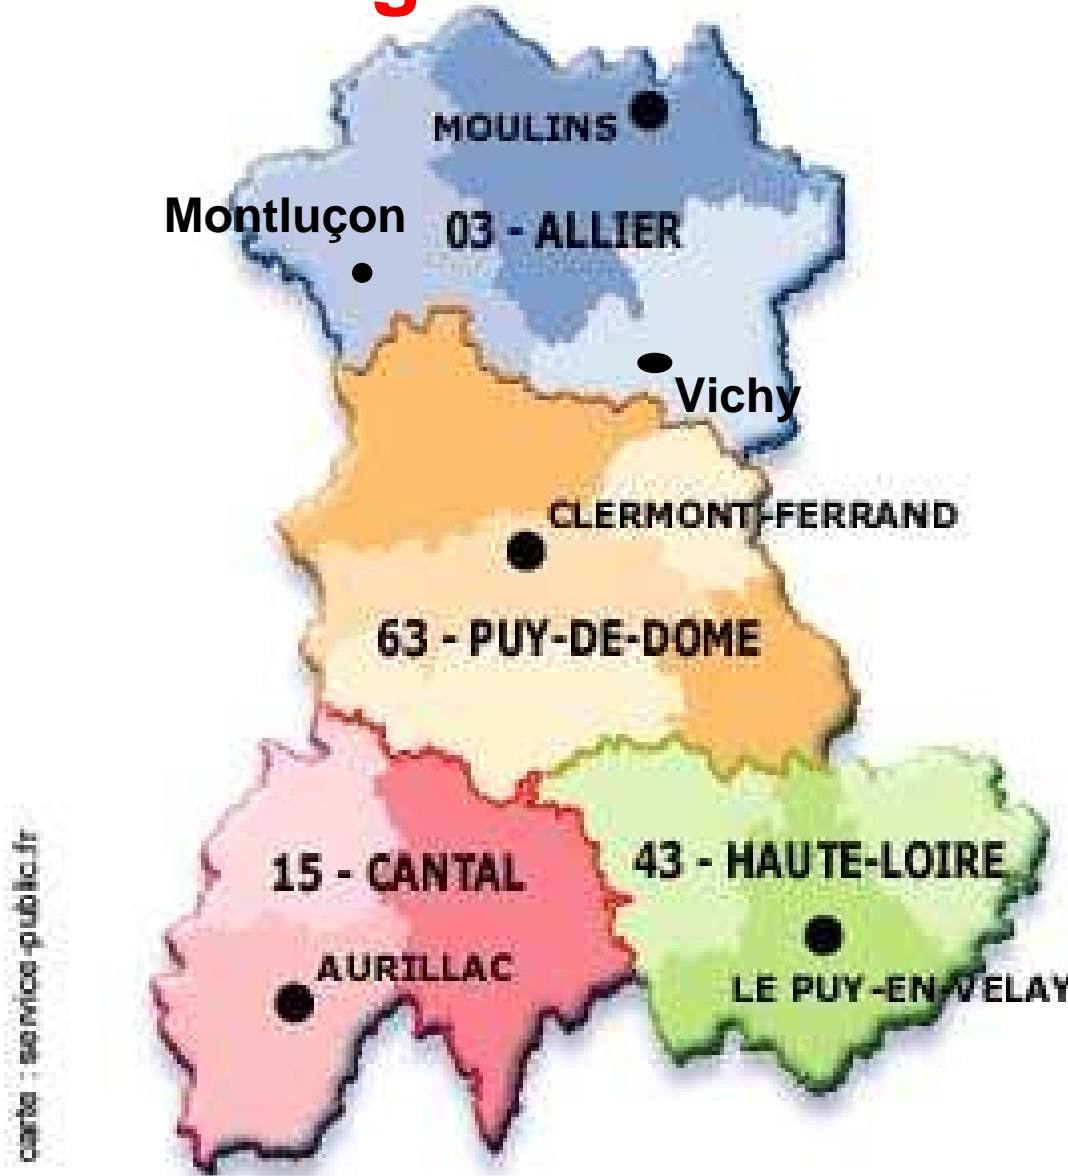 g
MOULINS
Montluçon
03 - ALLIER
Vichy
CLERMONT-FERRAND
63 - PUY-DE-DOME
15 - CANTAL
43 - HAUTE-LOIRE
AURILLAC
LE PUY-EN-VELAY
carte : service-public.fr